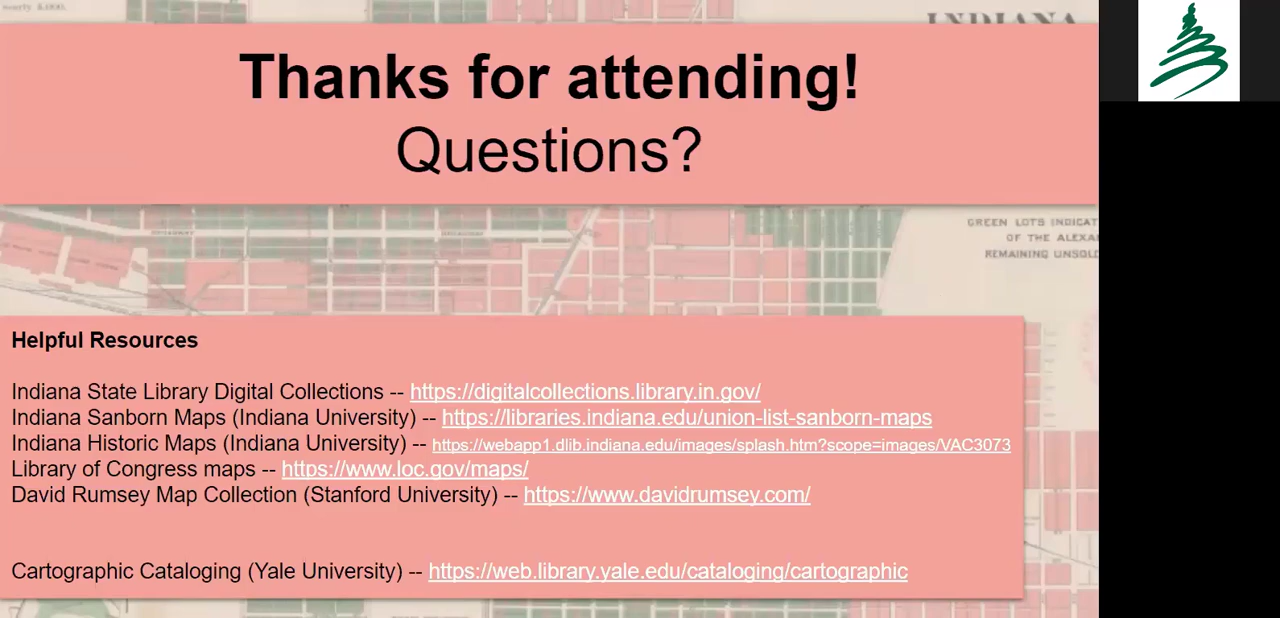 INDIANA
Thanks for attending!
Questions?
BROADWAY
GREEN LOTS INDICAT
OF THE ALEXA
REMAINING UNSOL
Helpful Resources
Indiana State Library Digital Collections -- https://digitalcollections.library.in.gov/
Indiana Sanborn Maps (Indiana University) -- https://libraries.indiana.edu/union-list-sanborn-maps
Indiana Historic Maps (Indiana University) -- https://webapp1.dlib.indiana.edu/images/splash.htm?scope=images/VAC3073
Library of Congress maps -- https://www.loc.gov/maps/
David Rumsey Map Collection (Stanford University) -- https://www.davidrumsey.com/
Cartographic Cataloging (Yale University) -- https://web.library.yale.edu/cataloging/cartographic